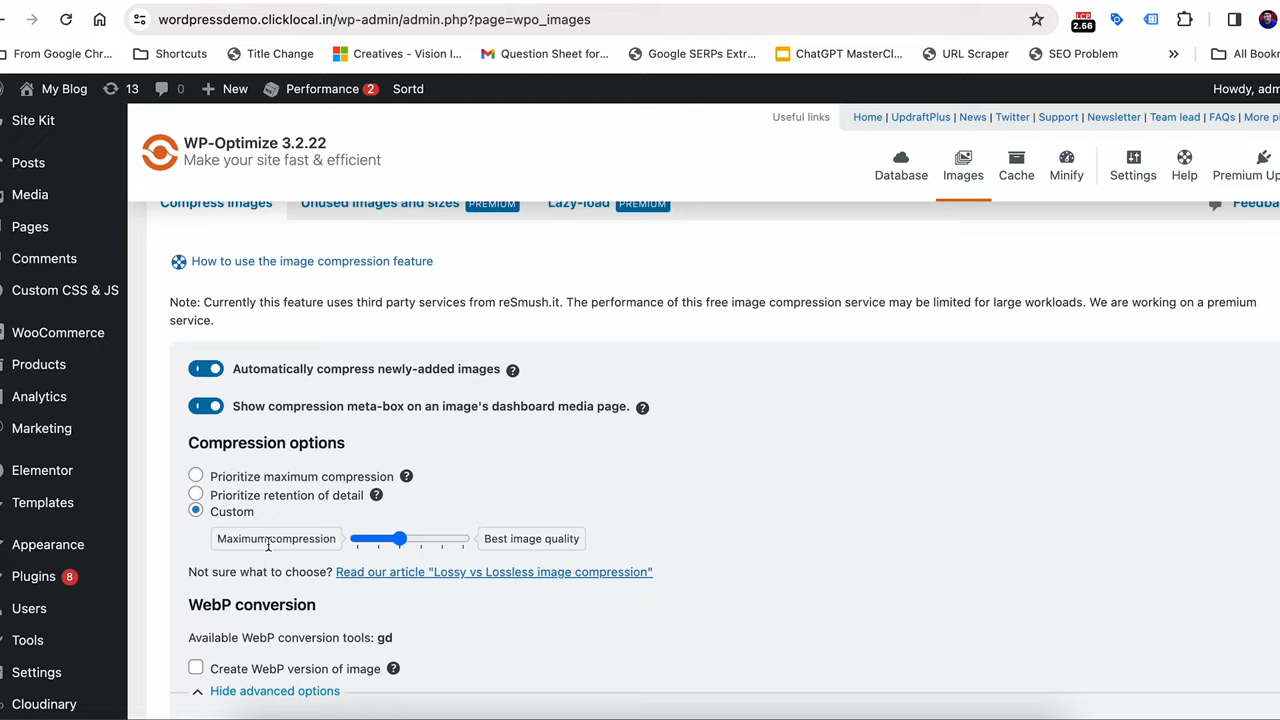 wordpressdemo.clicklocal.in/wp-admin/admin.php?page=wpo_images
LCP
2.56
From Google Chr...
Shortcuts
Title Change
Creatives - Vision I...
Question Sheet for...
Google SERPs Extr...
ChatGPT MasterCl...
URL Scraper
SEO Problem
»
All Bookr
My Blog
13
0
New
Performance 2
Sortd
Howdy, adm
Site Kit
Posts
Media
Pages
Comments
Custom CSS & JS
WooCommerce
Products
Analytics
Marketing
Elementor
Templates
Appearance
Plugins 8
Users
Tools
Settings
Cloudinary
Useful links
Home | UpdraftPlus | News | Twitter | Support | Newsletter | Team lead | FAQs | More pl
WP-Optimize 3.2.22
Make your site fast & efficient
Database
Images
Cache
Minify
Settings
Help
Premium Up
Compress images
Unused images and sizes PREMIUM
Lazy-load PREMIUM
Feedba
How to use the image compression feature
Note: Currently this feature uses third party services from reSmush.it. The performance of this free image compression service may be limited for large workloads. We are working on a premium
service.
Automatically compress newly-added images ?
Show compression meta-box on an image's dashboard media page. ?
Compression options
Prioritize maximum compression ?
Prioritize retention of detail ?
Custom
Maximum compression
Best image quality
Not sure what to choose? Read our article "Lossy vs Lossless image compression"
WebP conversion
Available WebP conversion tools: gd
Create WebP version of image ?
Hide advanced options